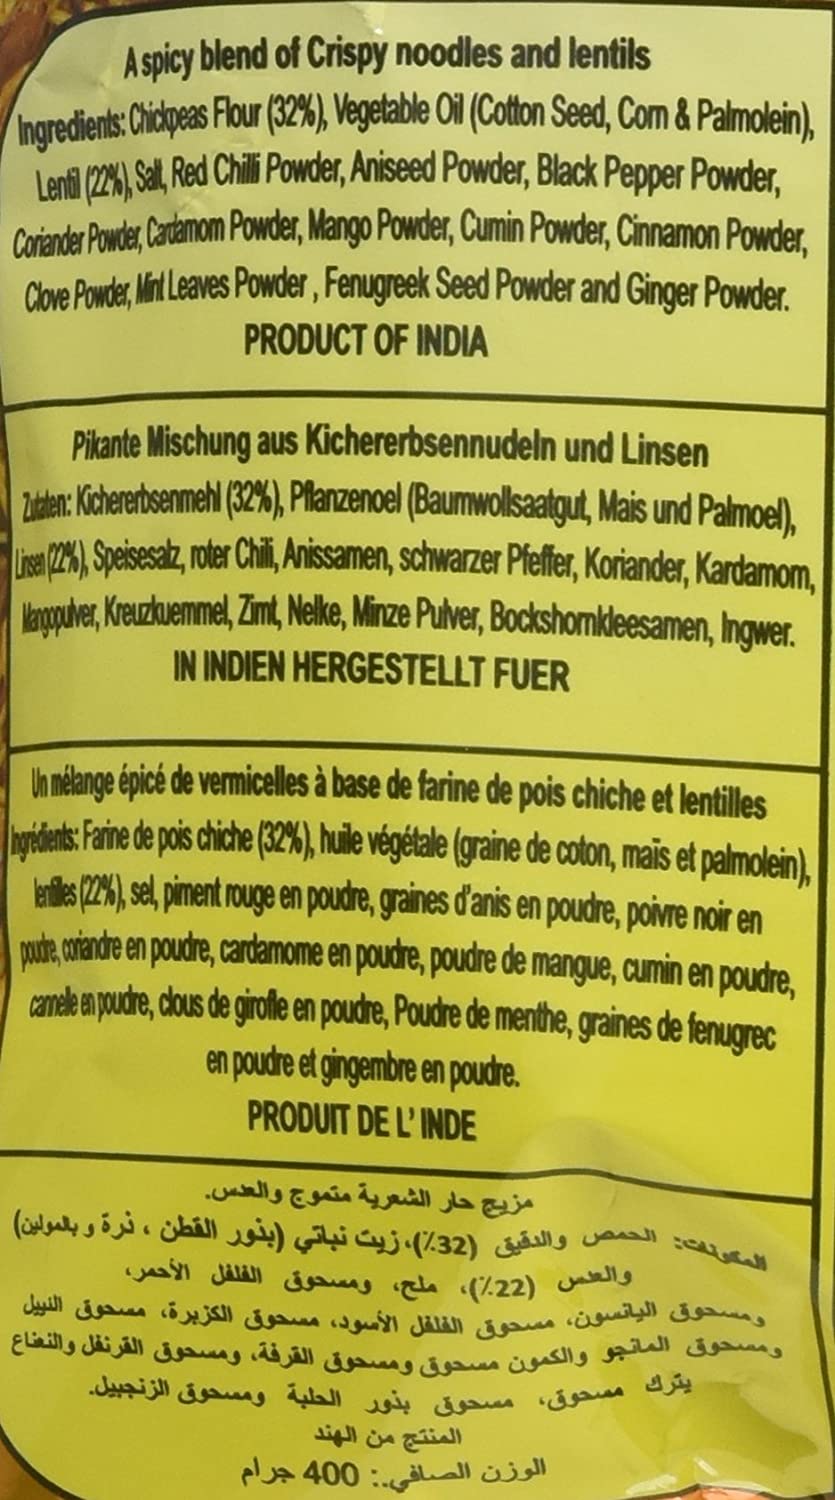 A spicy blend of Crispy noodles and lentils
Ingredients: Chickpeas Flour (32%), Vegetable Oil (Cotton Seed, Corn & Palmolein),
Lentil (22%), Salt, Red Chilli Powder, Aniseed Powder, Black Pepper Powder,
Coriander Powder, Cardamom Powder, Mango Powder, Cumin Powder, Cinnamon Powder,
Clove Powder, Mint Leaves Powder , Fenugreek Seed Powder and Ginger Powder.
PRODUCT OF INDIA
Pikante Mischung aus Kichererbsennudeln und Linsen
Zutaten: Kichererbsenmehl (32%), Pflanzenoel (Baumwollsaatgut, Mais und Palmoel),
Linsen (22%), Speisesalz, roter Chili, Anissamen, schwarzer Pfeffer, Koriander, Kardamom,
Mangopulver, Kreuzkuemmel, Zimt, Nelke, Minze Pulver, Bockshornkleesamen, Ingwer.
IN INDIEN HERGESTELLT FUER
Un mélange épicé de vermicelles à base de farine de pois chiche et lentilles
Ingrédients: Farine de pois chiche (32%), huile végétale (graine de coton, maïs et palmolein),
lentilles (22%), sel, piment rouge en poudre, graines d'anis en poudre, poivre noir en
poudre, coriandre en poudre, cardamome en poudre, poudre de mangue, cumin en poudre,
cannelle en poudre, clous de girofle en poudre, Poudre de menthe, graines de fenugrec
en poudre et gingembre en poudre.
PRODUIT DE L' INDE
مزيج حار الشعرية متموج والعدس.
المكونات: الحمص والدقيق (32٪)، زيت نباتي (بذور القطن ، ذرة و بالمولين)
والعدس (22٪)، ملح، ومسحوق الفلفل الأحمر،
ومسحوق اليانسون، مسحوق الفلفل الأسود، مسحوق الكزبرة، مسحوق النبيل
ومسحوق المانجو والكمون مسحوق ومسحوق القرفة، ومسحوق القرنفل والنعناع
يترك مسحوق، مسحوق بذور الحلبة ومسحوق الزنجبيل.
المنتج من الهند
الوزن الصافي.: 400 جرام